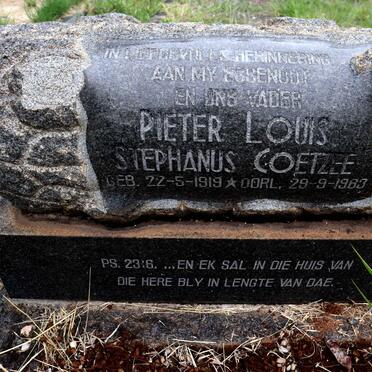 IN LIEFDEVOLLE HERINNERING
AAN MY EGGENOOT
EN ONS VADER
PIETER LOUIS
STEPHANUS COETZEE
GEB. 22-5-1919 ★ OORL. 29-9-1983
PS. 23:6. ...EN EK SAL IN DIE HUIS VAN
DIE HERE BLY IN LENGTE VAN DAE.